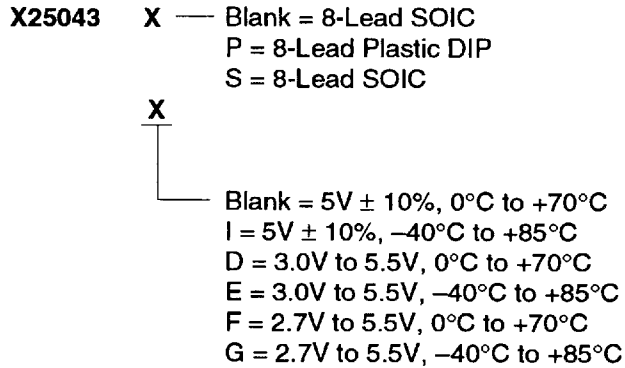 X25043 X Blank = 8-Lead SOIC
P = 8-Lead Plastic DIP
S = 8-Lead SOIC
X
Blank = 5V ± 10%, 0°C to +70°C
I = 5V ± 10%, –40°C to +85°C
D = 3.0V to 5.5V, 0°C to +70°C
E = 3.0V to 5.5V, –40°C to +85°C
F = 2.7V to 5.5V, 0°C to +70°C
G = 2.7V to 5.5V, –40°C to +85°C